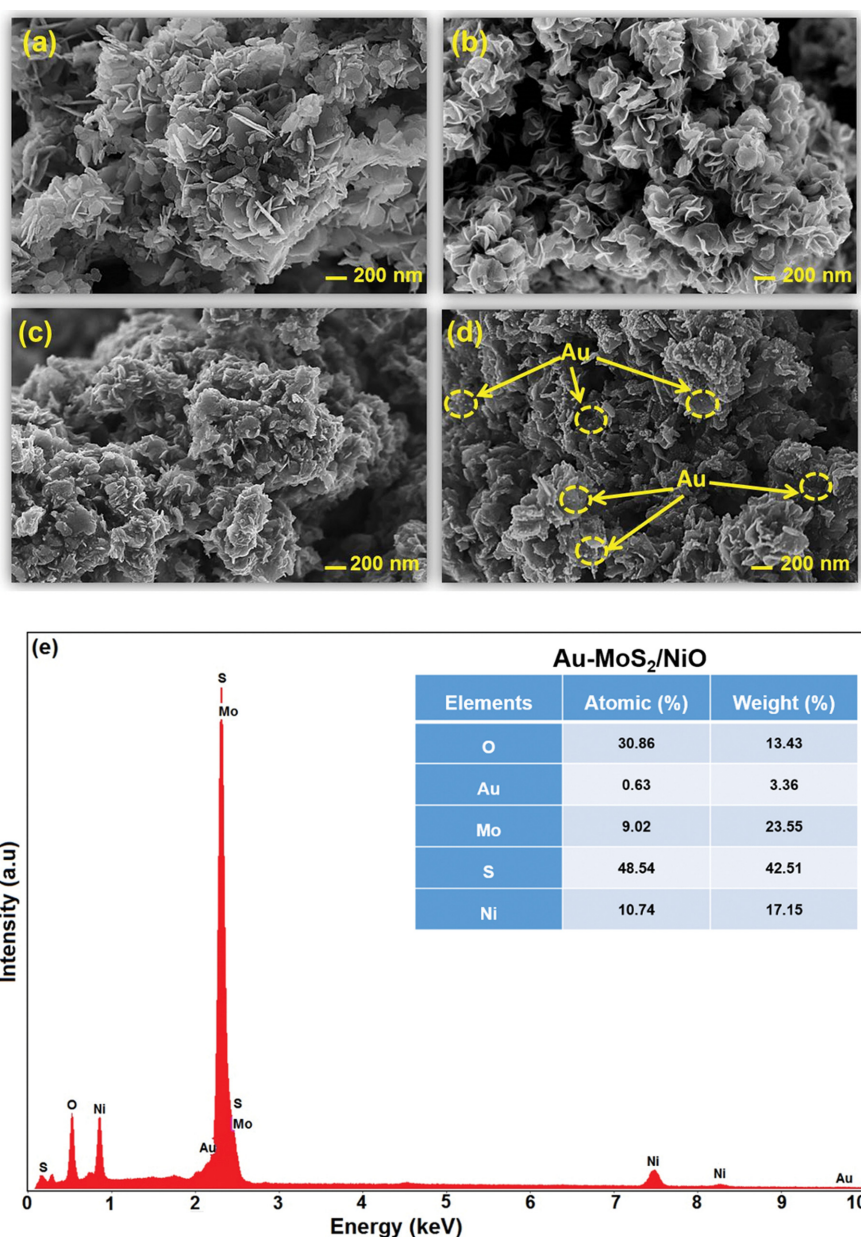 (a)
200 nm
(b)
200 nm
(c)
200 nm
(d)
Au
Au
200 nm
(e)
Au-MoS₂/NiO
Elements Atomic (%) Weight (%)
O 30.86 13.43
Au 0.63 3.36
Mo 9.02 23.55
S 48.54 42.51
Ni 10.74 17.15
S
Mo
S
Mo
Au
O
Ni
S
Ni
Ni
Au
Intensity (a.u)
0 1 2 3 4 5 6 7 8 9 10
Energy (keV)